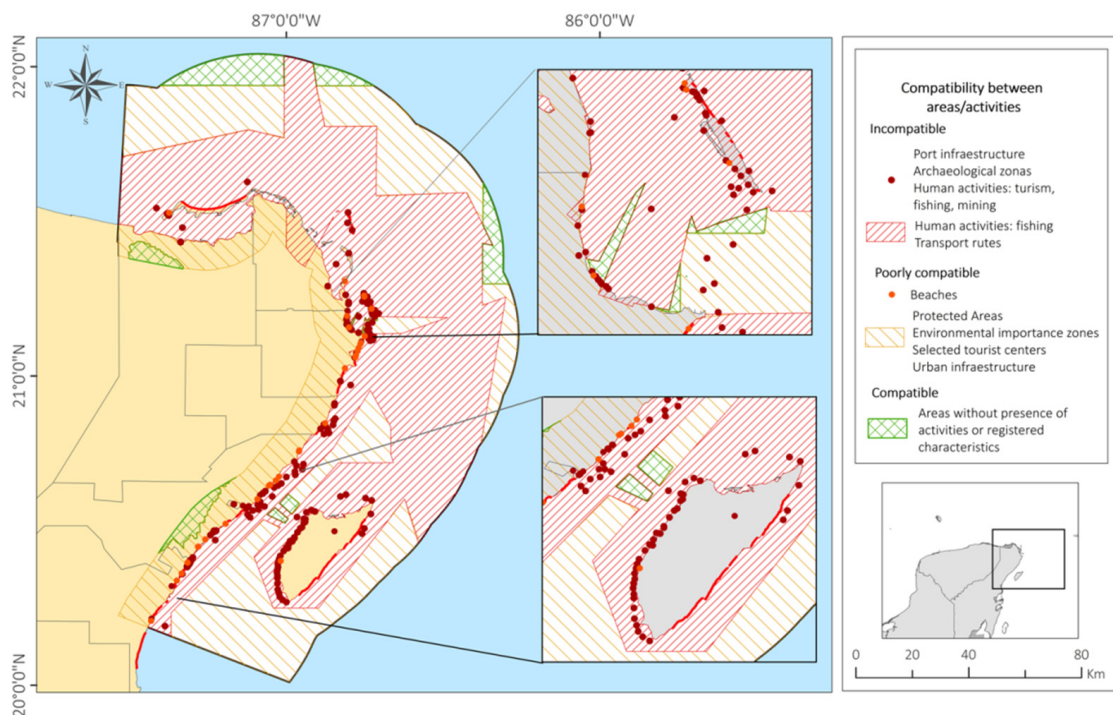 87°0'0"W
86°0'0"W
22°0'0"N
21°0'0"N
20°0'0"N
N
W
E
S
Compatibility between
areas/activities
Incompatible
Port infrastructure
Archaeological zonas
Human activities: turism,
fishing, mining
Human activities: fishing
Transport rutes
Poorly compatible
Beaches
Protected Areas
Environmental importance zones
Selected tourist centers
Urban infrastructure
Compatible
Areas without presence of
activities or registered
characteristics
0
20
40
60
80
Km